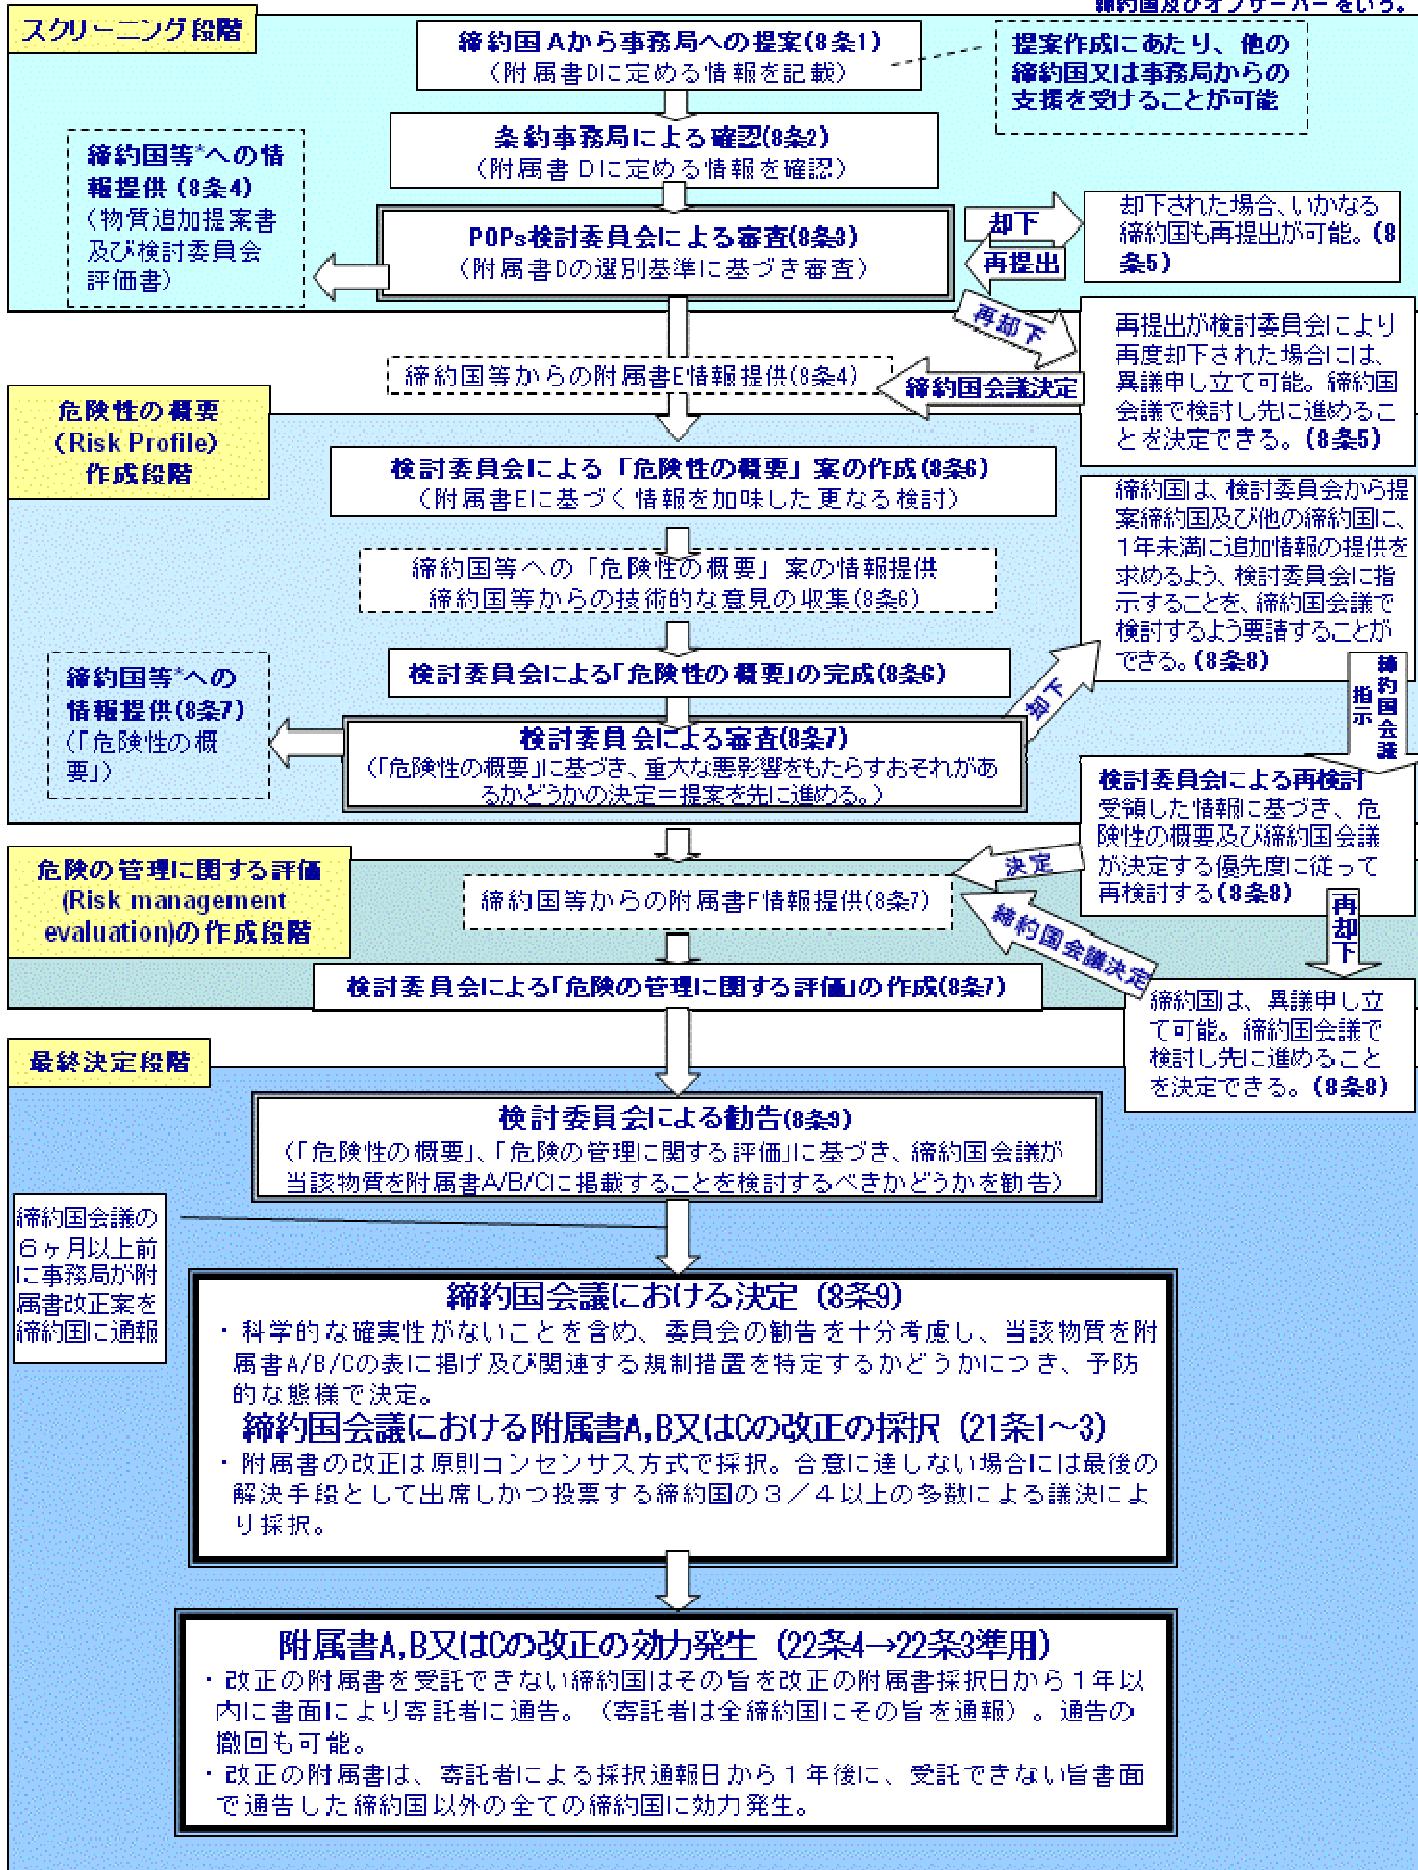 締約国及びオブザーバーをいう。
スクリーニング段階
締約国Aから事務局への提案(8条1)
（附属書Dに定める情報を記載）
提案作成にあたり、他の
締約国又は事務局からの
支援を受けることが可能
条約事務局による確認(8条2)
（附属書Dに定める情報を確認）
締約国等*への情
報提供(8条4)
（物質追加提案書
及び検討委員会
評価書）
POPs検討委員会による審査(8条3)
（附属書Dの選別基準に基づき審査）
却下
再提出
却下された場合、いかなる
締約国も再提出が可能。(8
条5)
再却下
再提出が検討委員会により
再度却下された場合には、
異議申し立て可能。締約国
会議で検討し先に進めるこ
とを決定できる。(8条5)
締約国等からの附属書E情報提供(8条4)
締約国会議決定
危険性の概要
（Risk Profile）
作成段階
検討委員会による「危険性の概要」案の作成(8条6)
（附属書Eに基づく情報を加味した更なる検討）
締約国等への「危険性の概要」案の情報提供
締約国等からの技術的な意見の収集(8条6)
締約国は、検討委員会から提
案締約国及び他の締約国に、
１年未満に追加情報の提供を
求めるよう、検討委員会に指
示することを、締約国会議で
検討するよう要請することが
できる。(8条8)
検討委員会による「危険性の概要」の完成(8条6)
締約国等*への
情報提供(8条7)
（「危険性の概
要」）
却下
締約国会議
指示
検討委員会による審査(8条7)
（「危険性の概要」に基づき、重大な悪影響をもたらすおそれがあ
るかどうかの決定＝提案を先に進める。）
検討委員会による再検討
受領した情報に基づき、危
険性の概要及び締約国会議
が決定する優先度に従って
再検討する(8条8)
危険の管理に関する評価
(Risk management
evaluation)の作成段階
決定
締約国等からの附属書F情報提供(8条7)
締約国会議決定
再却下
検討委員会による「危険の管理に関する評価」の作成(8条7)
締約国は、異議申し立
て可能。締約国会議で
検討し先に進めること
を決定できる。(8条8)
最終決定段階
検討委員会による勧告(8条9)
（「危険性の概要」、「危険の管理に関する評価」に基づき、締約国会議が
当該物質を附属書A/B/Cに掲載することを検討するべきかどうかを勧告）
締約国会議の
６ヶ月以上前
に事務局が附
属書改正案を
締約国に通報
締約国会議における決定（8条9）
・科学的な確実性がないことを含め、委員会の勧告を十分考慮し、当該物質を附
属書A/B/Cの表に掲げ及び関連する規制措置を特定するかどうかにつき、予防
的な態様で決定。
締約国会議における附属書A,B又はCの改正の採択（21条1～3）
・附属書の改正は原則コンセンサス方式で採択。合意に達しない場合には最後の
解決手段として出席しかつ投票する締約国の３／４以上の多数による議決によ
り採択。
附属書A,B又はCの改正の効力発生（22条4→22条3準用）
・改正の附属書を受託できない締約国はその旨を改正の附属書採択日から１年以
内に書面により寄託者に通告。（寄託者は全締約国にその旨を通報）。通告の
撤回も可能。
・改正の附属書は、寄託者による採択通報日から１年後に、受託できない旨書面
で通告した締約国以外の全ての締約国に効力発生。